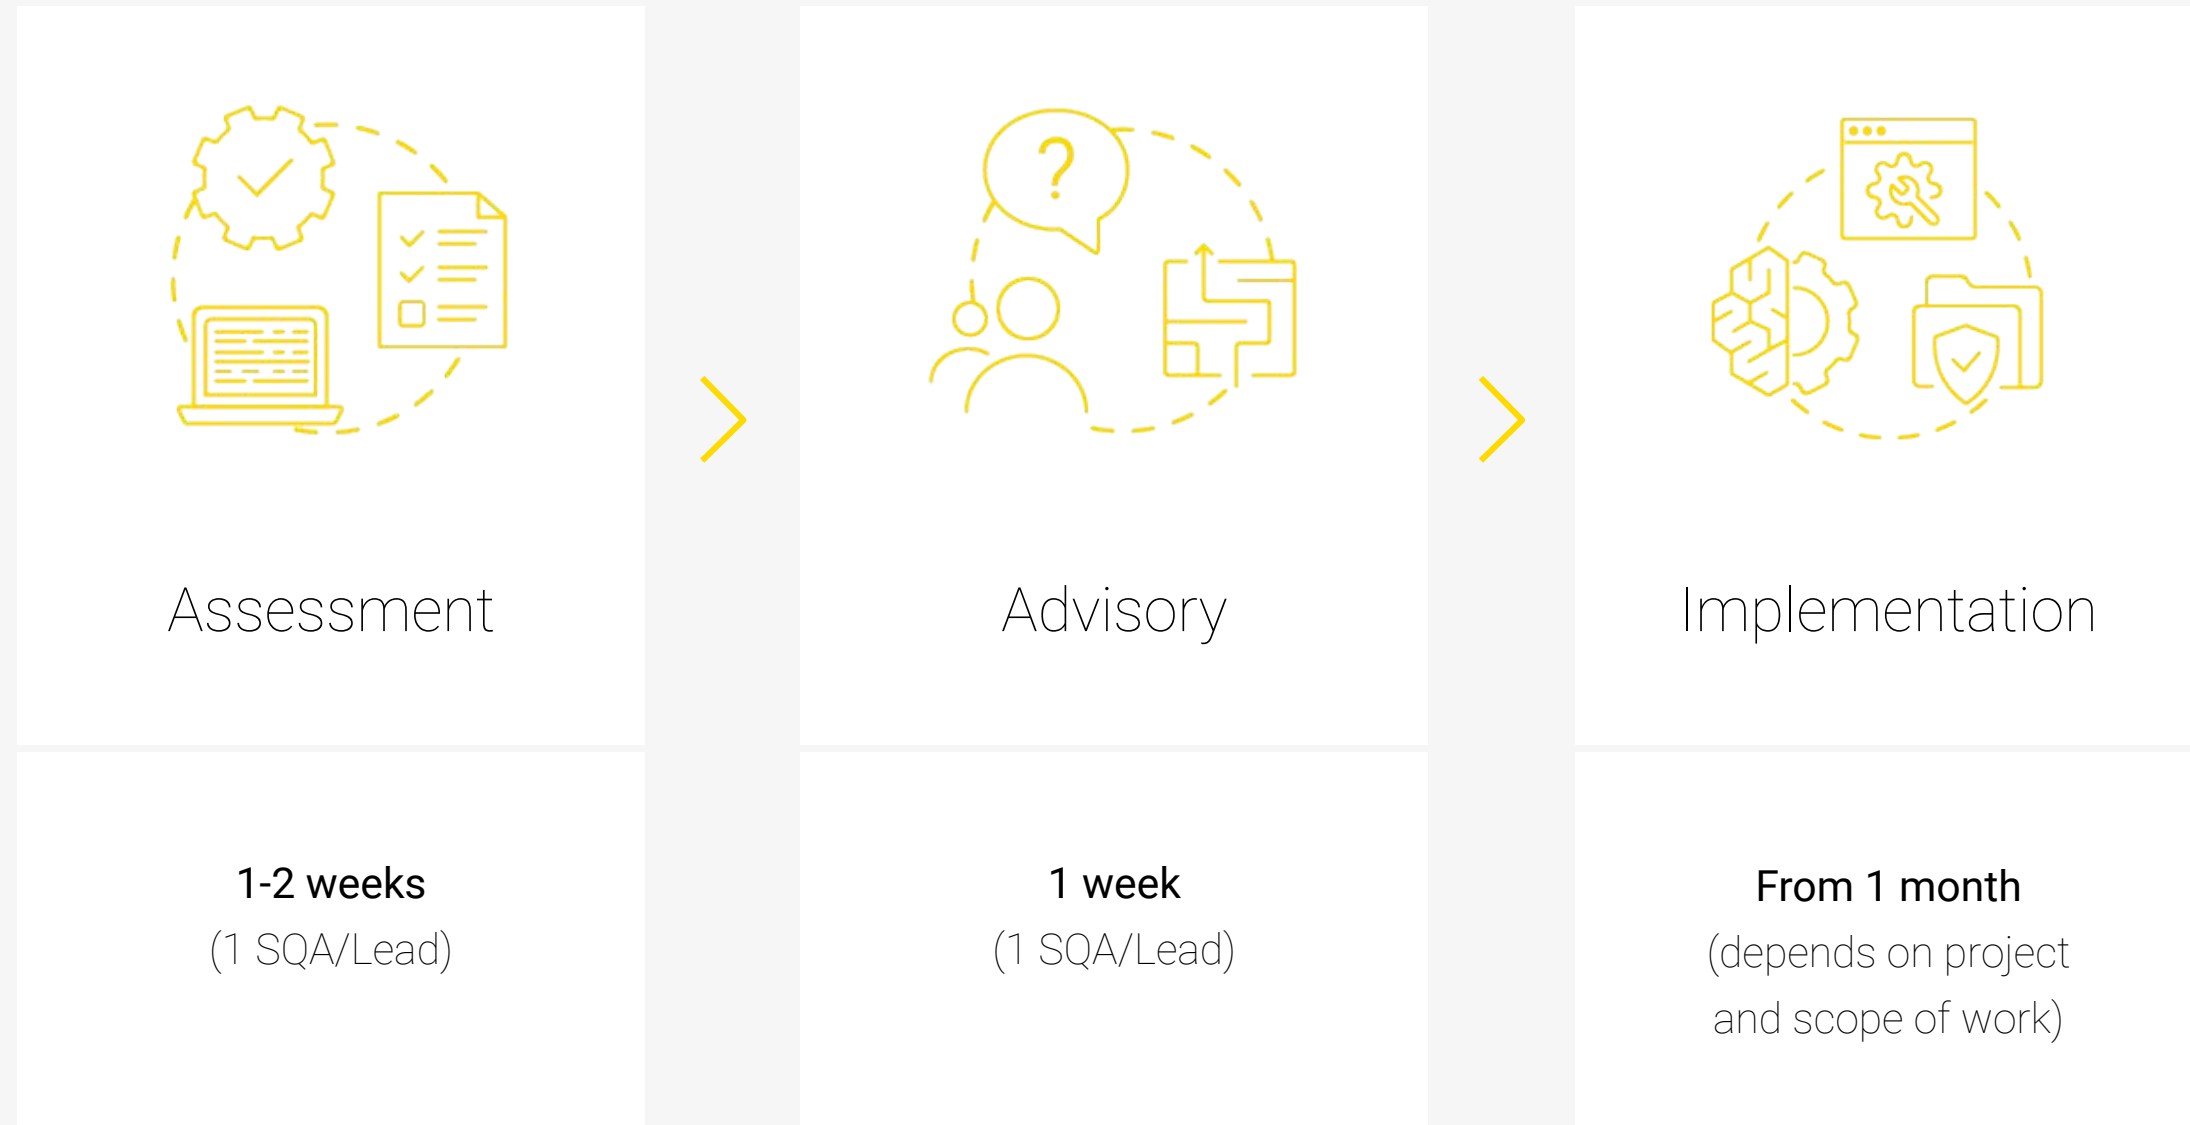 ?
Assessment
Advisory
Implementation
1-2 weeks
(1 SQA/Lead)
1 week
(1 SQA/Lead)
From 1 month
(depends on project
and scope of work)